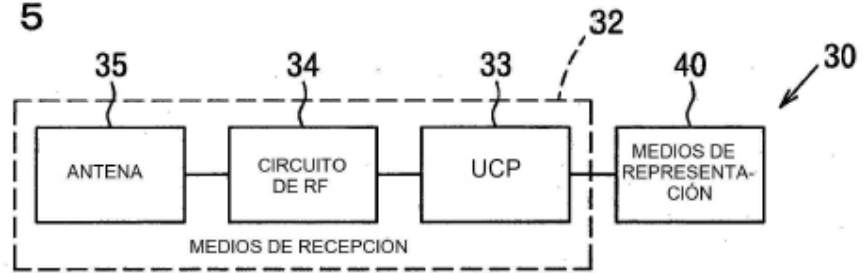 5
32
35
34
33
40
30
ANTENA
CIRCUITO
DE RF
UCP
MEDIOS DE
REPRESENTA-
CIÓN
MEDIOS DE RECEPCIÓN